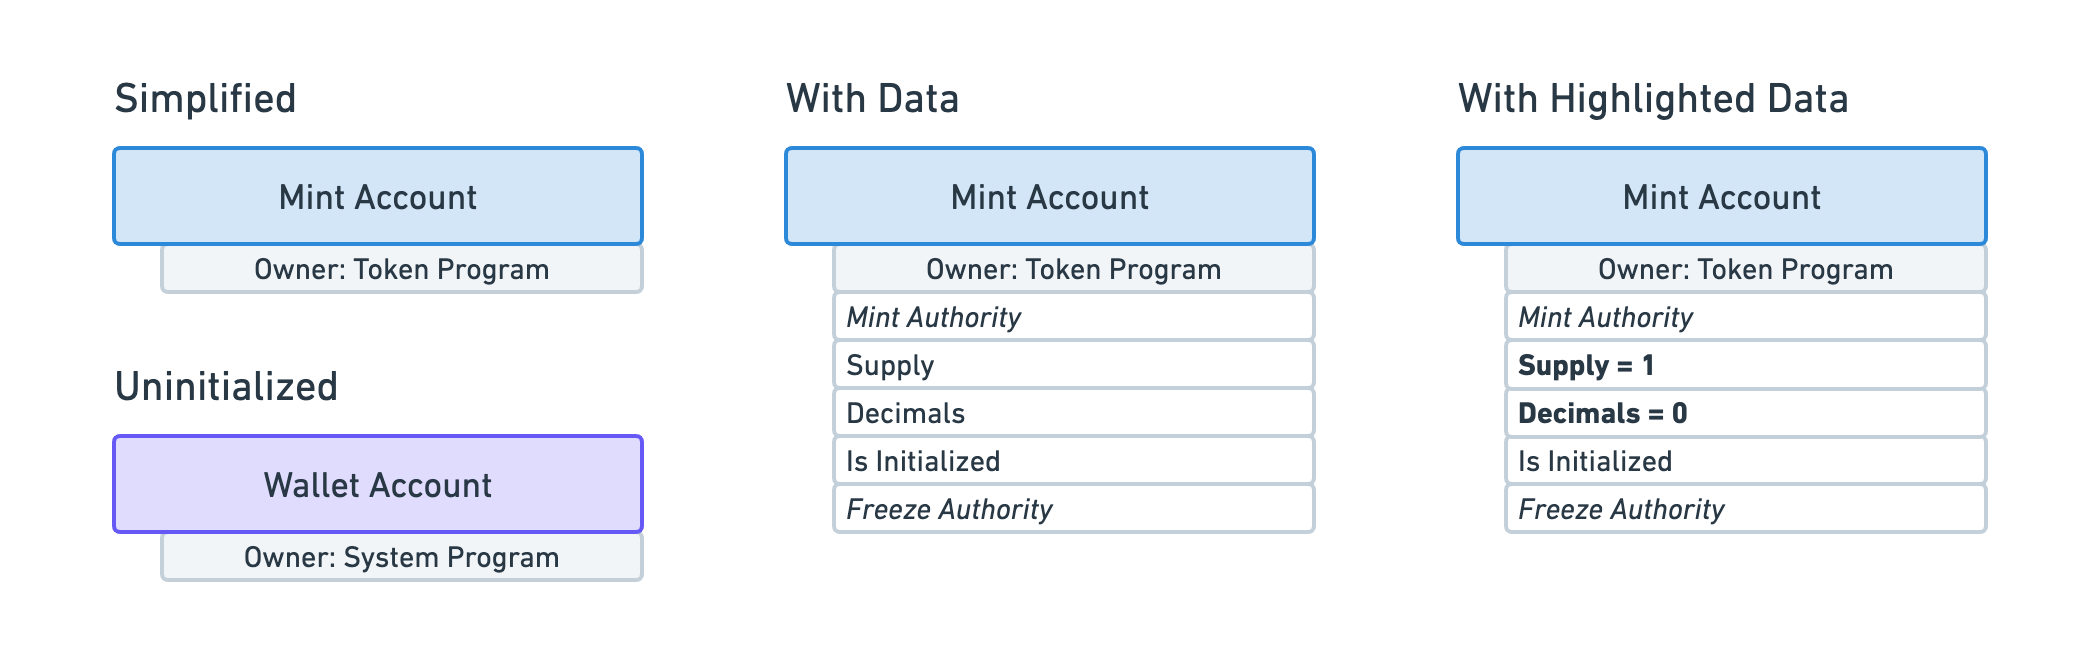 Simplified
Mint Account
Owner: Token Program
Uninitialized
Wallet Account
Owner: System Program
With Data
Mint Account
Owner: Token Program
Mint Authority
Supply
Decimals
Is Initialized
Freeze Authority
With Highlighted Data
Mint Account
Owner: Token Program
Mint Authority
Supply = 1
Decimals = 0
Is Initialized
Freeze Authority